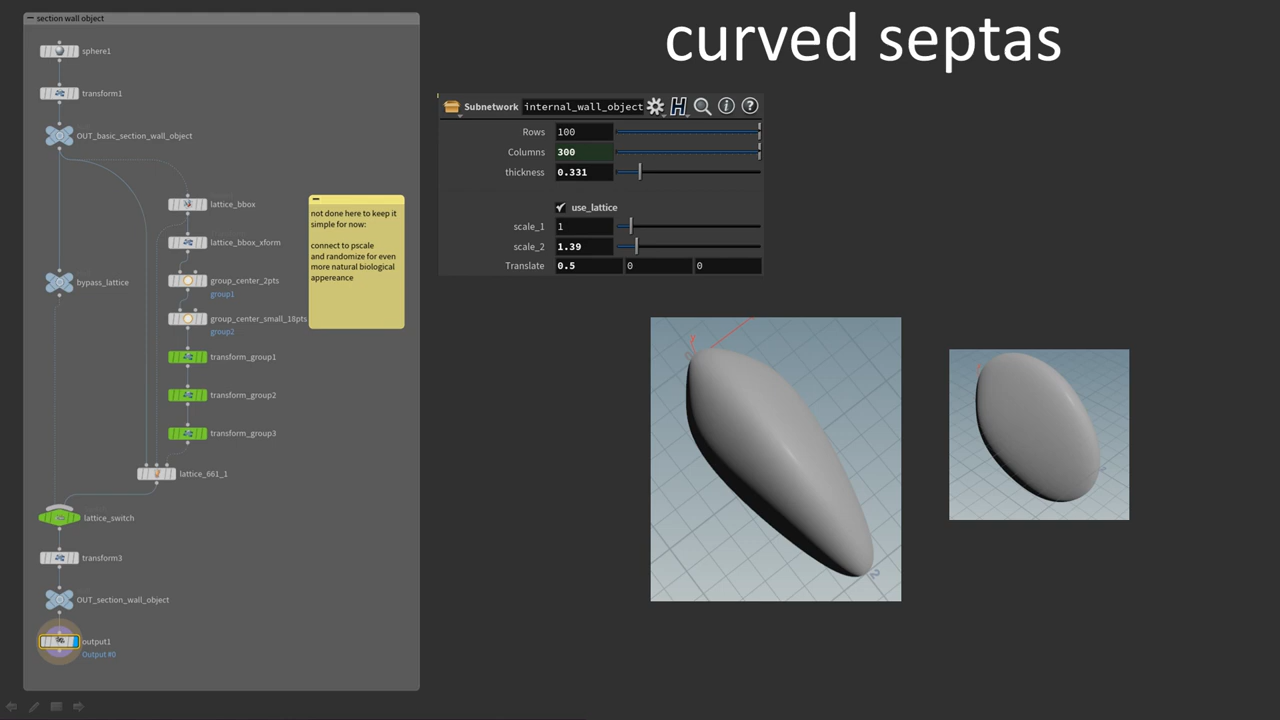 section wall object
curved septas
sphere1
transform1
OUT_basic_section_wall_object
lattice_bbox
lattice_bbox_xform
group_center_2pts
group1
group_center_small_18pts
group2
transform_group1
transform_group2
transform_group3
bypass_lattice
lattice_661_1
lattice_switch
transform3
OUT_section_wall_object
output1
Output #0
not done here to keep it
simple for now:
connect to pscale
and randomize for even
more natural biological
appereance
Subnetwork internal_wall_object
Rows 100
Columns 300
thickness 0.331
use_lattice
scale_1 1
scale_2 1.39
Translate 0.5 0 0